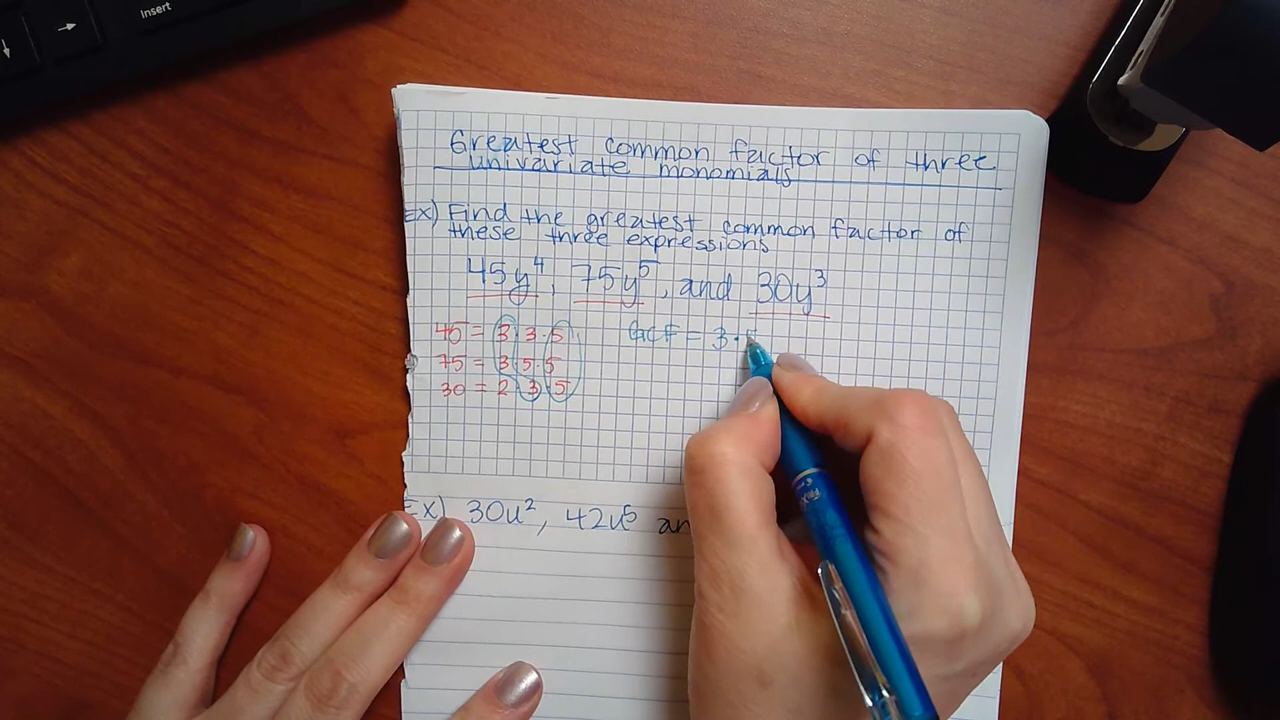 Insert
Greatest common factor of three
univariate monomials
Ex) Find the greatest common factor of
these three expressions
45y⁴, 75y⁵, and 30y³
45 = 3·3·5
75 = 3·5·5
30 = 2·3·5
GCF = 3·
Ex) 30u², 42u⁵ an